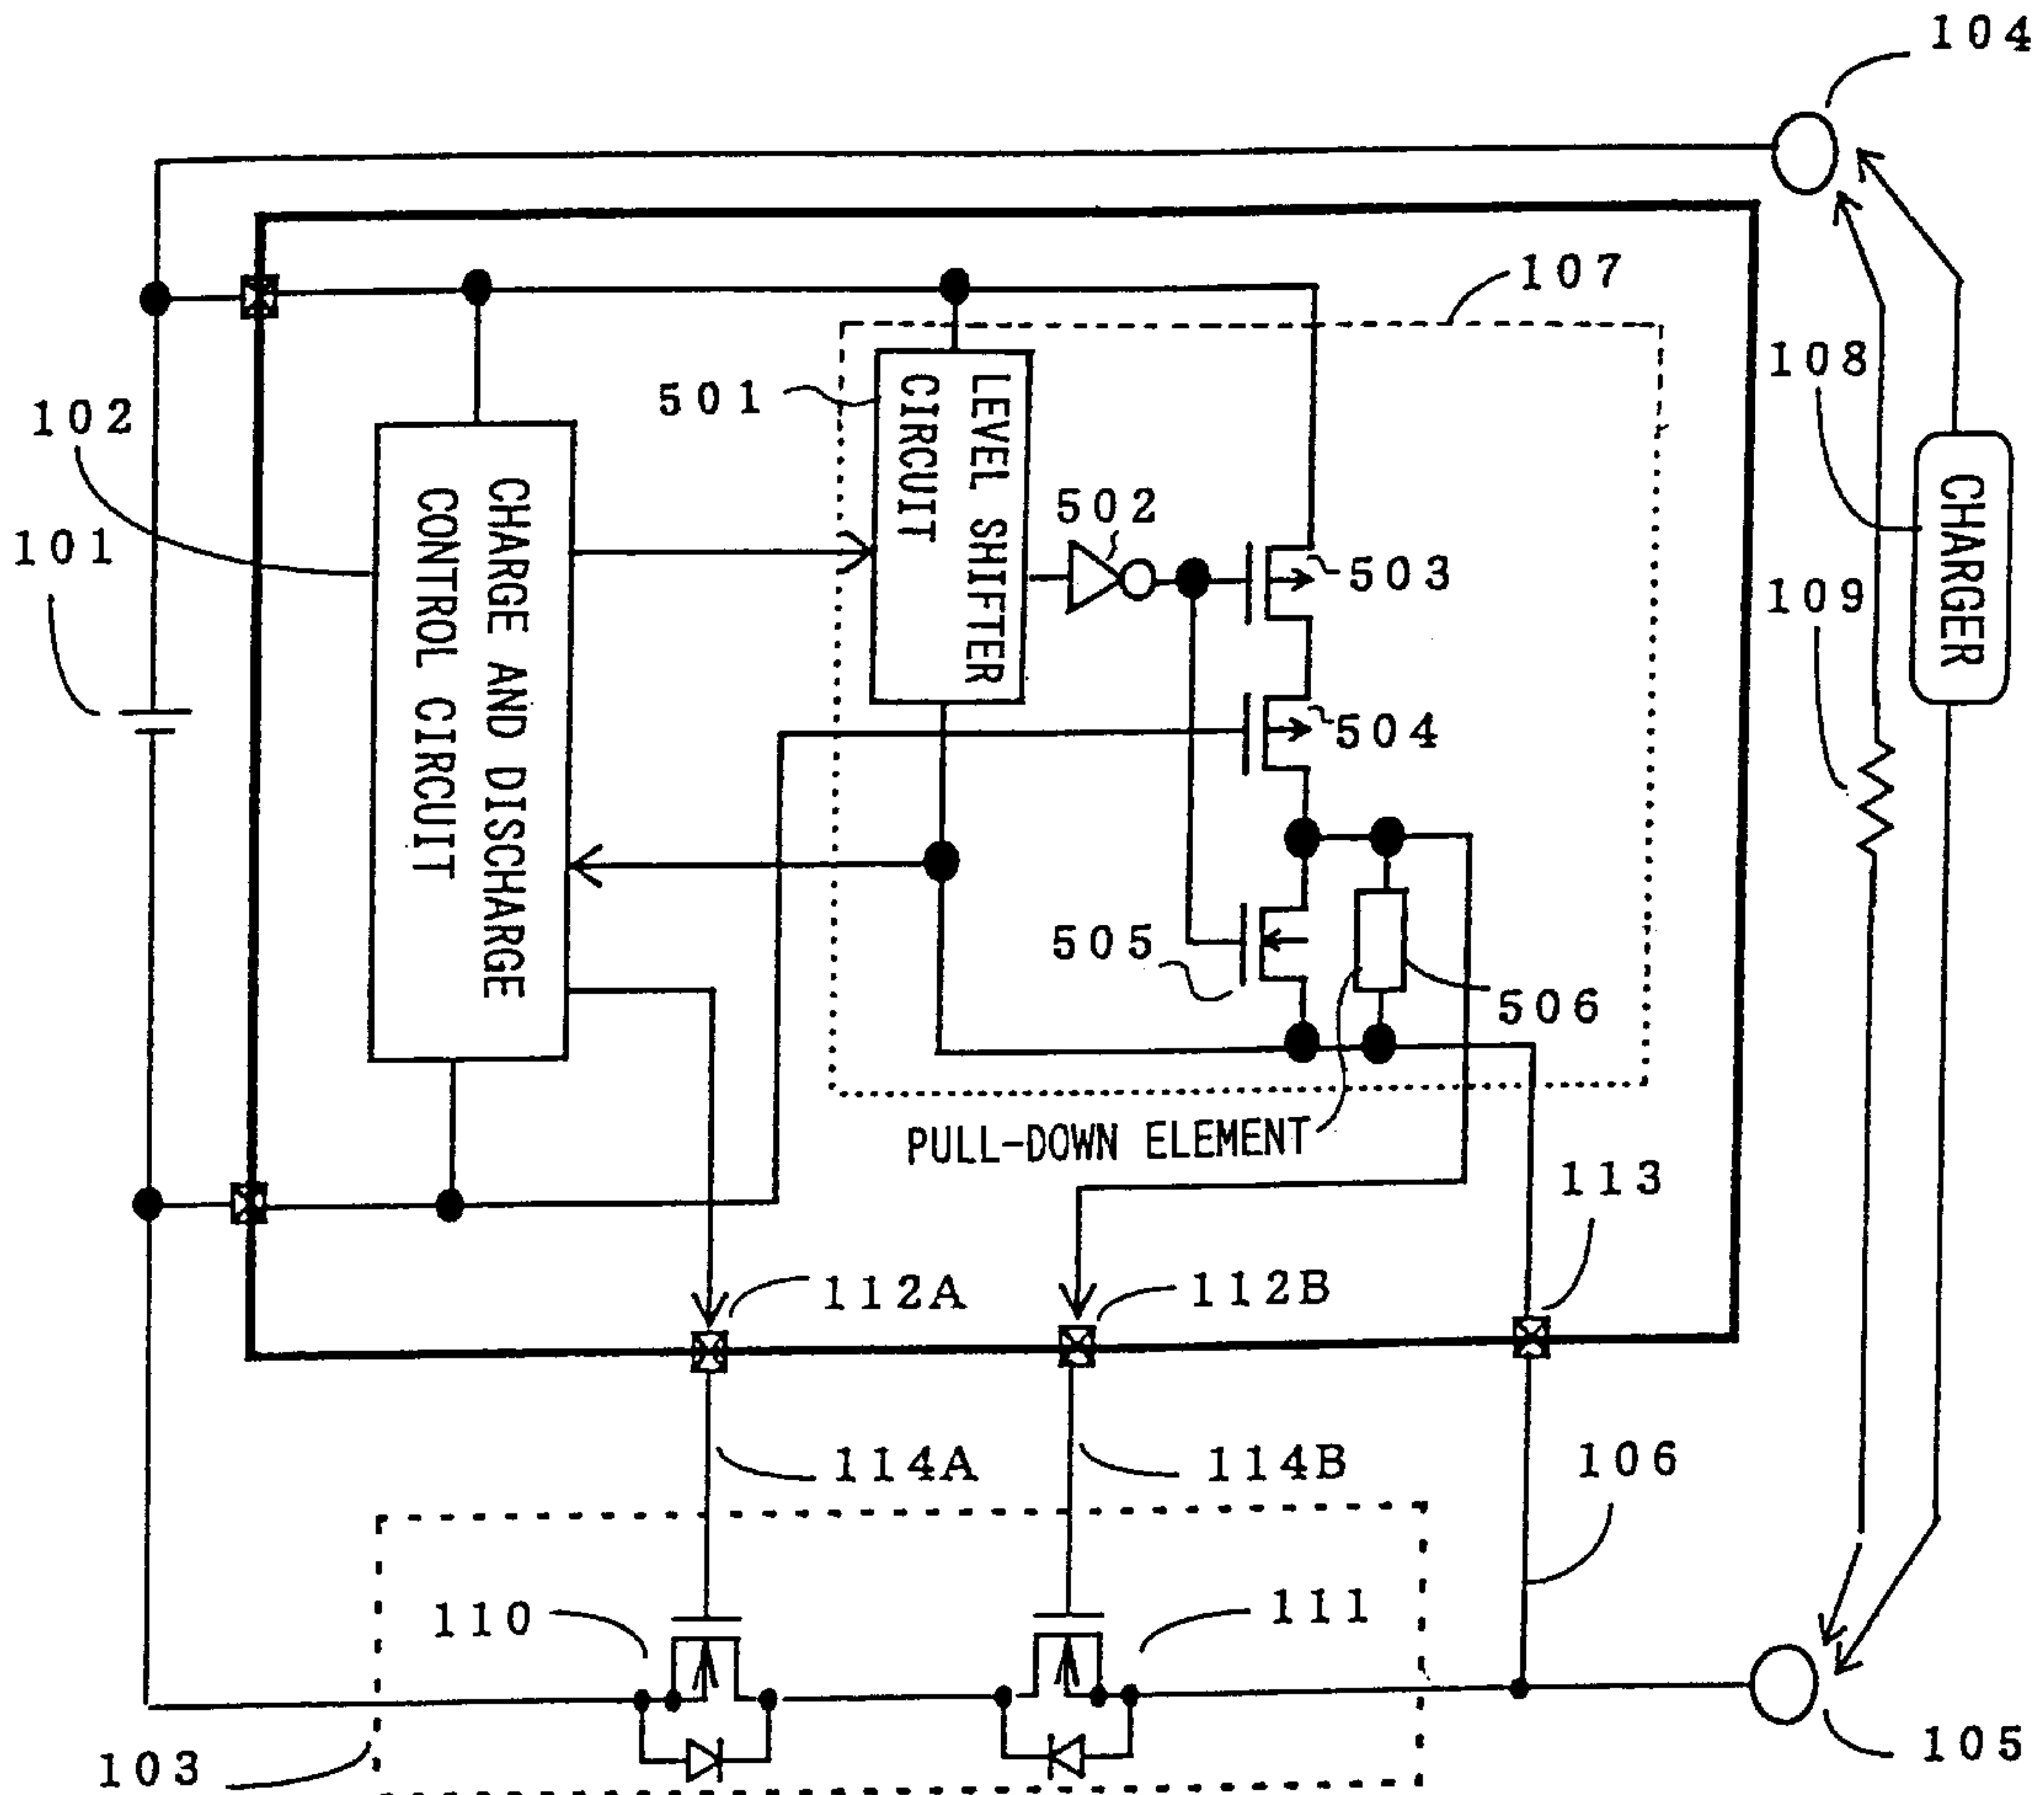 104
107
108
501
LEVEL SHIFTER
CIRCUIT
102
CHARGE AND DISCHARGE
CONTROL CIRCUIT
CHARGER
502
101
503
109
504
505
506
PULL-DOWN ELEMENT
113
112A
112B
114A
114B
106
110
111
103
105